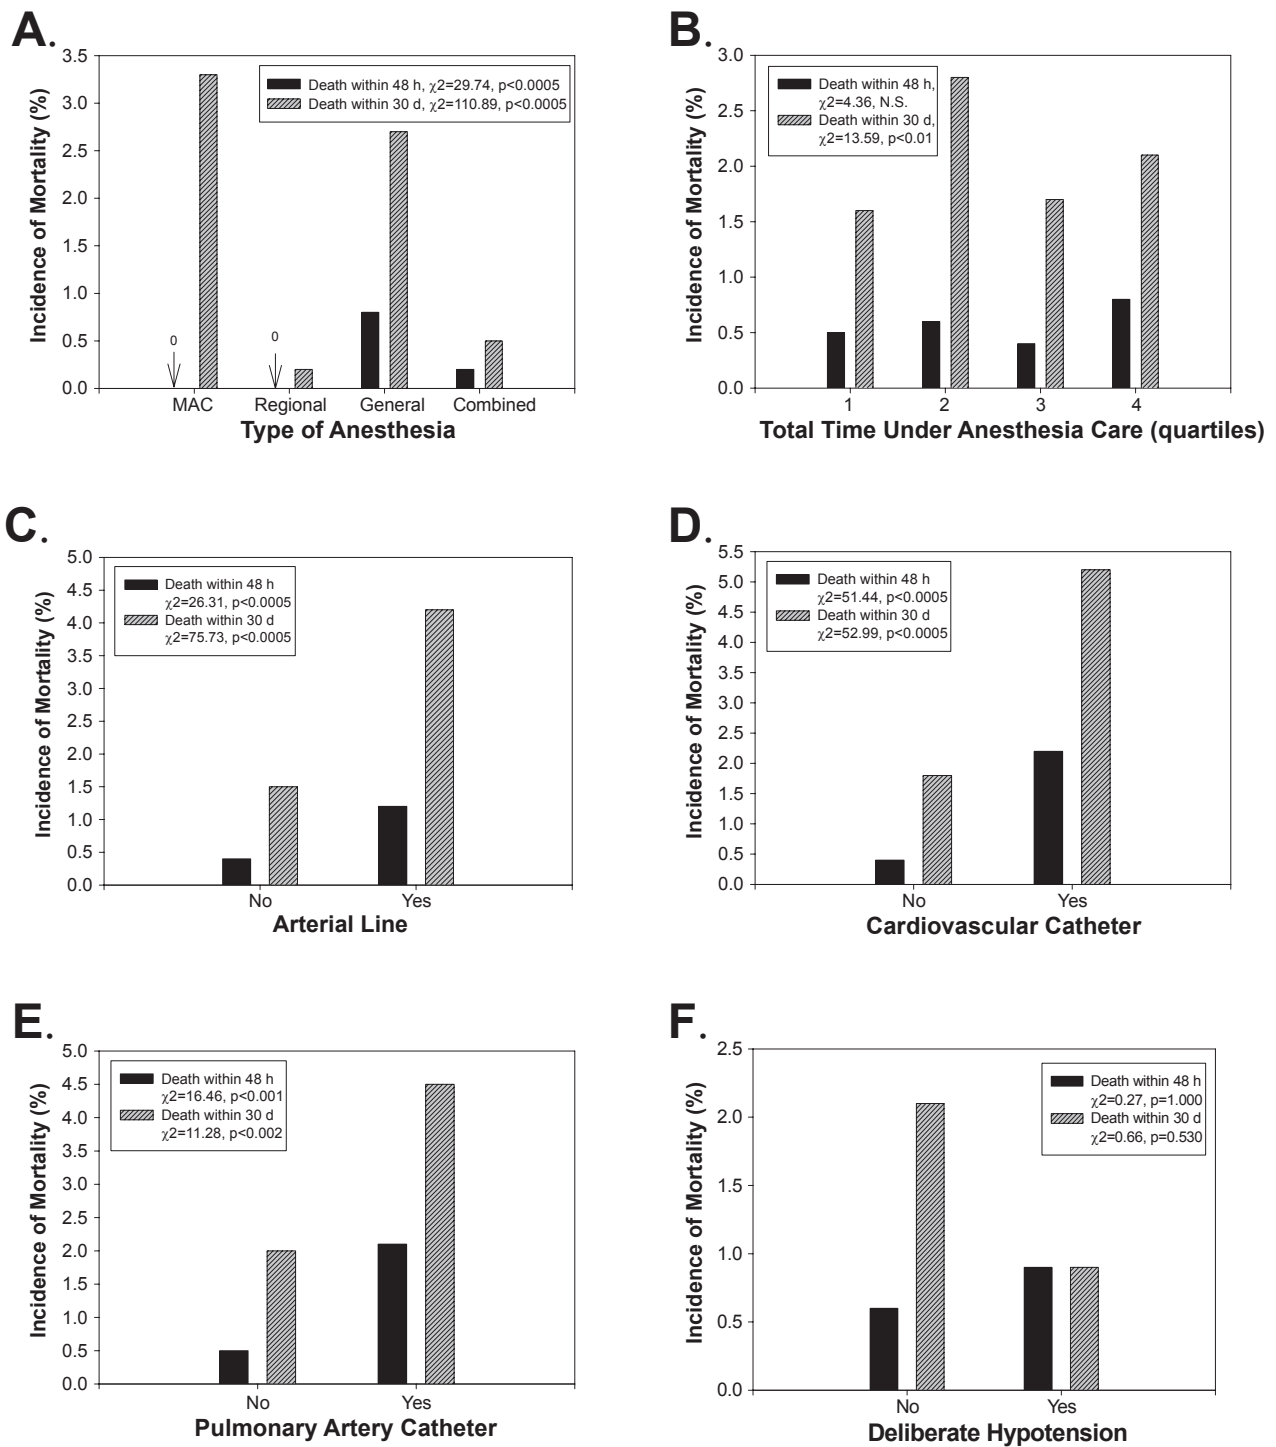 A.
Incidence of Mortality (%)
3.5
3.0
2.5
2.0
1.5
1.0
0.5
0.0
Death within 48 h, χ2=29.74, p<0.0005
Death within 30 d, χ2=110.89, p<0.0005
0
0
MAC Regional General Combined
Type of Anesthesia
B.
Incidence of Mortality (%)
3.0
2.5
2.0
1.5
1.0
0.5
0.0
Death within 48 h,
χ2=4.36, N.S.
Death within 30 d,
χ2=13.59, p<0.01
1 2 3 4
Total Time Under Anesthesia Care (quartiles)
C.
Incidence of Mortality (%)
5.0
4.5
4.0
3.5
3.0
2.5
2.0
1.5
1.0
0.5
0.0
Death within 48 h
χ2=26.31, p<0.0005
Death within 30 d
χ2=75.73, p<0.0005
No Yes
Arterial Line
D.
Incidence of Mortality (%)
5.5
5.0
4.5
4.0
3.5
3.0
2.5
2.0
1.5
1.0
0.5
0.0
Death within 48 h
χ2=51.44, p<0.0005
Death within 30 d
χ2=52.99, p<0.0005
No Yes
Cardiovascular Catheter
E.
Incidence of Mortality (%)
5.0
4.5
4.0
3.5
3.0
2.5
2.0
1.5
1.0
0.5
0.0
Death within 48 h
χ2=16.46, p<0.001
Death within 30 d
χ2=11.28, p<0.002
No Yes
Pulmonary Artery Catheter
F.
Incidence of Mortality (%)
2.5
2.0
1.5
1.0
0.5
0.0
Death within 48 h
χ2=0.27, p=1.000
Death within 30 d
χ2=0.66, p=0.530
No Yes
Deliberate Hypotension